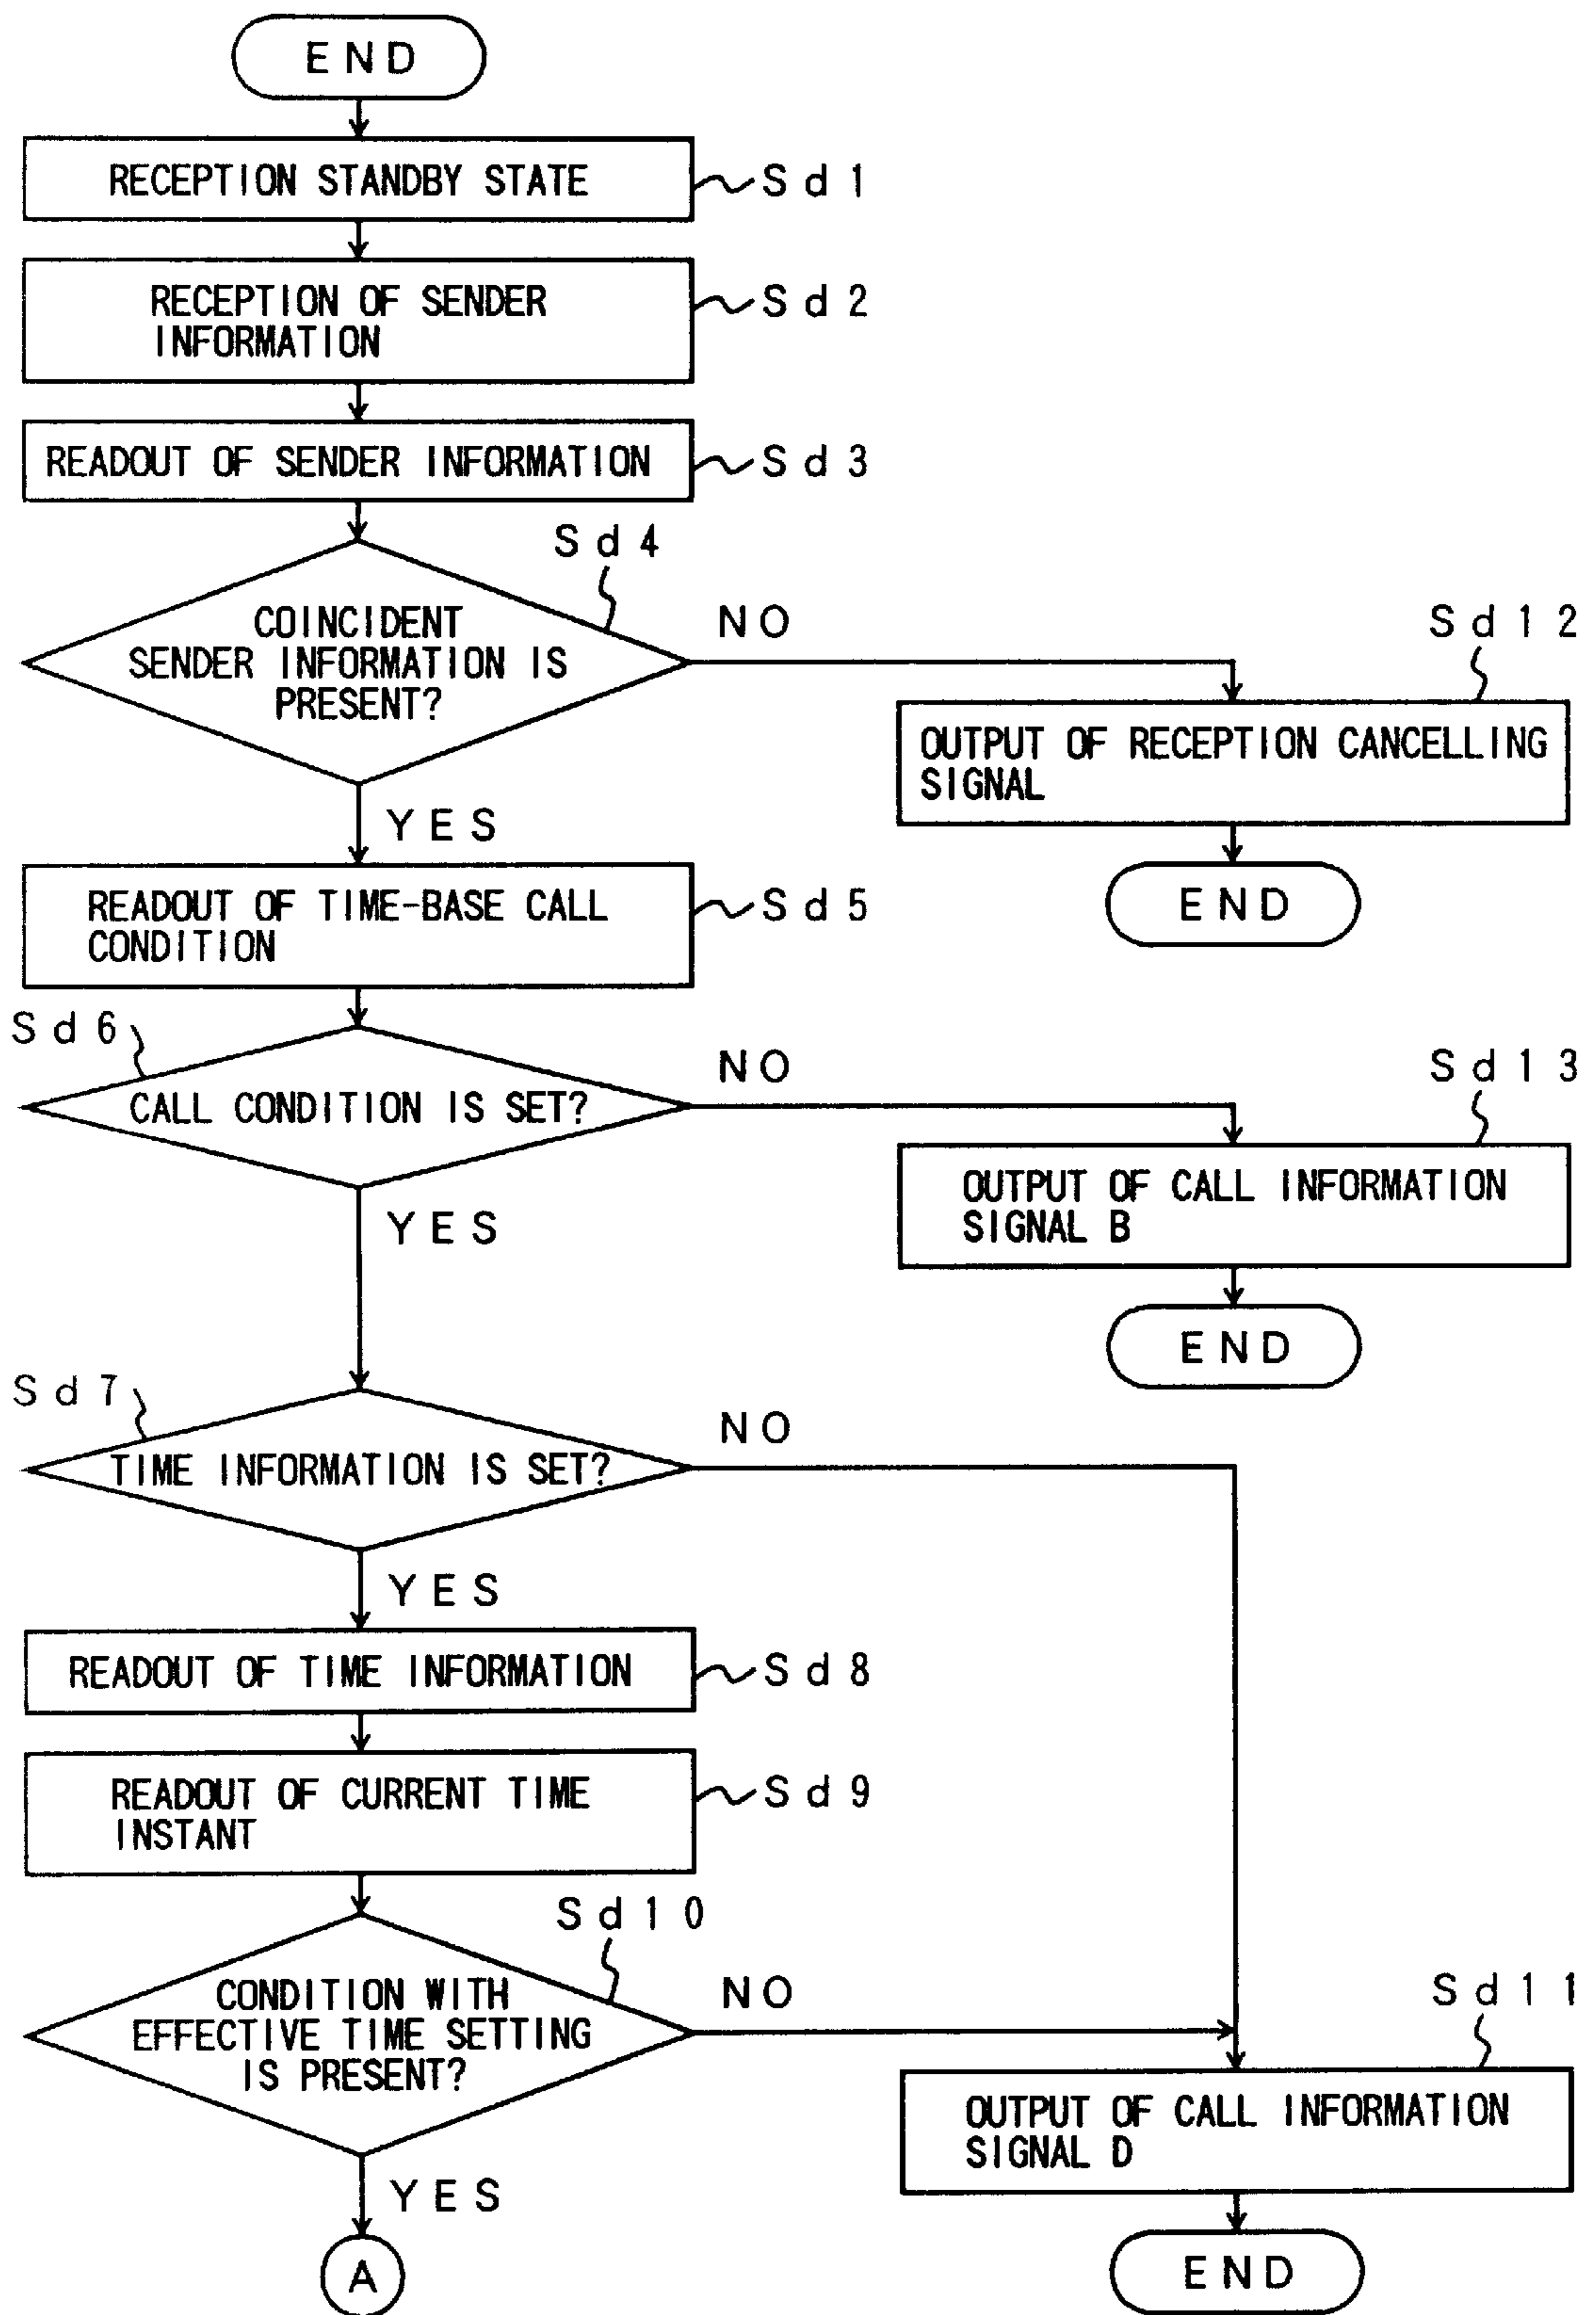 END
RECEPTION STANDBY STATE
Sd1
RECEPTION OF SENDER
INFORMATION
Sd2
READOUT OF SENDER INFORMATION
Sd3
Sd4
COINCIDENT
SENDER INFORMATION IS
PRESENT?
NO
YES
Sd12
OUTPUT OF RECEPTION CANCELLING
SIGNAL
END
READOUT OF TIME-BASE CALL
CONDITION
Sd5
Sd6
CALL CONDITION IS SET?
NO
YES
Sd13
OUTPUT OF CALL INFORMATION
SIGNAL B
END
Sd7
TIME INFORMATION IS SET?
NO
YES
READOUT OF TIME INFORMATION
Sd8
READOUT OF CURRENT TIME
INSTANT
Sd9
Sd10
CONDITION WITH
EFFECTIVE TIME SETTING
IS PRESENT?
NO
YES
A
Sd11
OUTPUT OF CALL INFORMATION
SIGNAL D
END